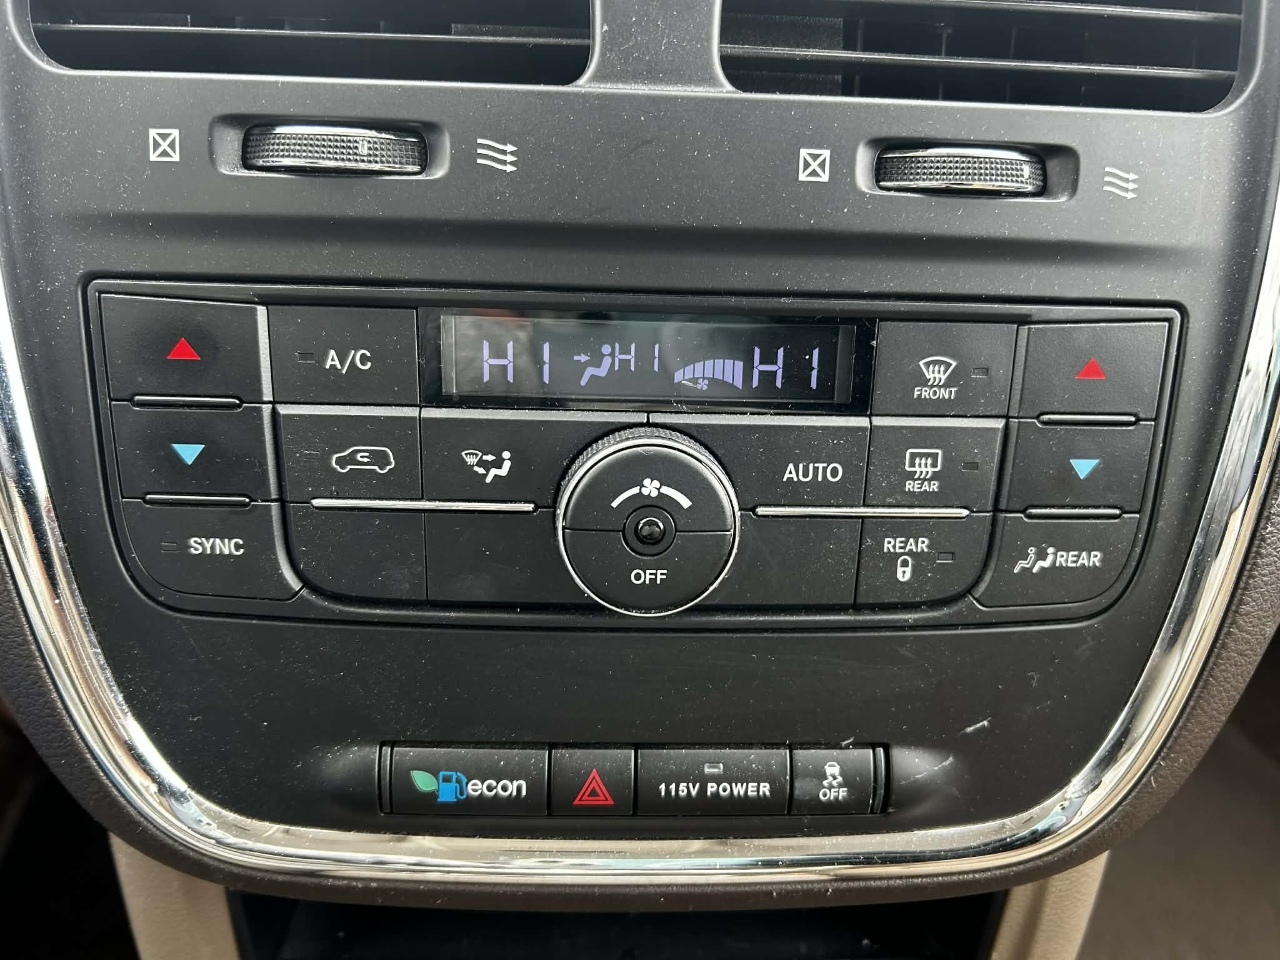 A/C
HI HI HI
FRONT
AUTO
REAR
SYNC
OFF
REAR
REAR
econ
115V POWER
OFF